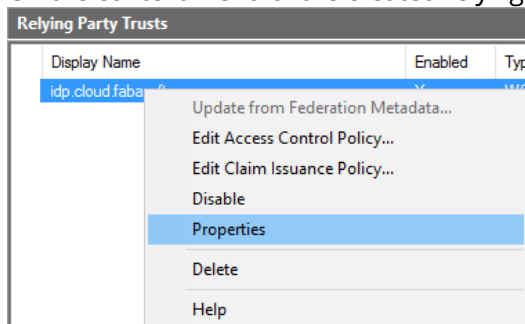 Relying Party Trusts
Display Name Enabled
idp.cloud.faba
Update from Federation Metadata...
Edit Access Control Policy...
Edit Claim Issuance Policy...
Disable
Properties
Delete
Help